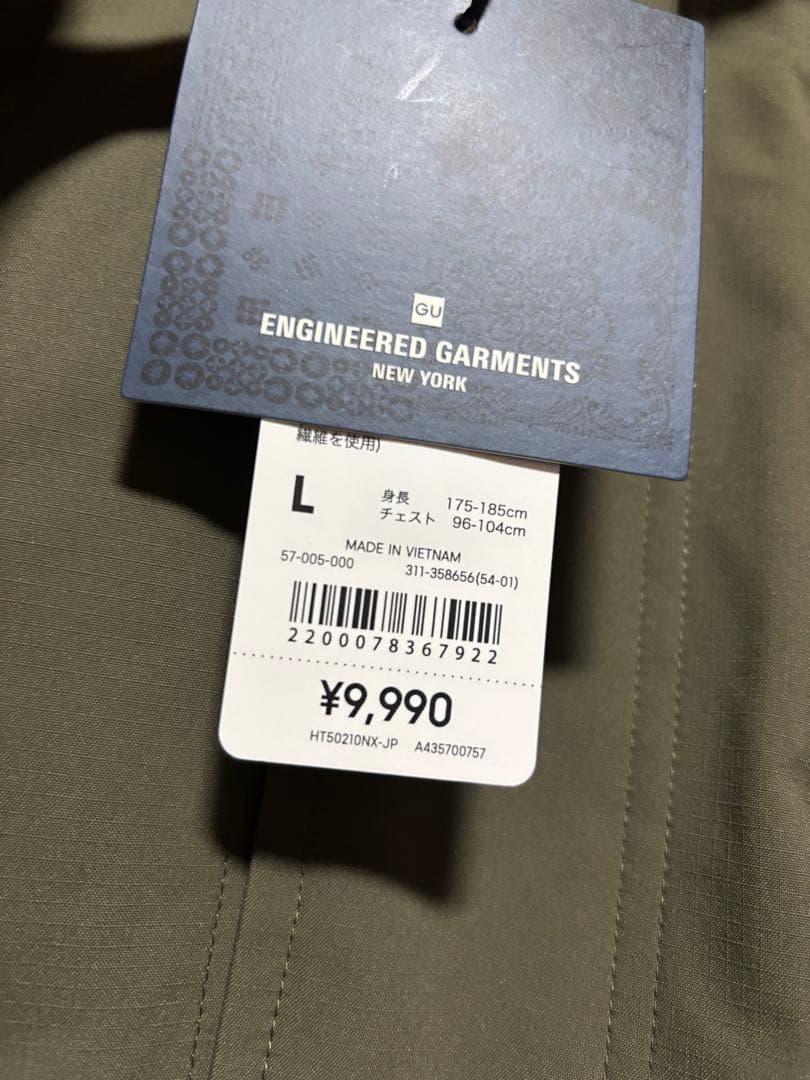 GU
ENGINEERED GARMENTS
NEW YORK
繊維を使用)
L
身長 175-185cm
チェスト 96-104cm
MADE IN VIETNAM
57-005-000 311-358656(54-01)
2200078367922
¥9,990
HT50210NX-JP A435700757